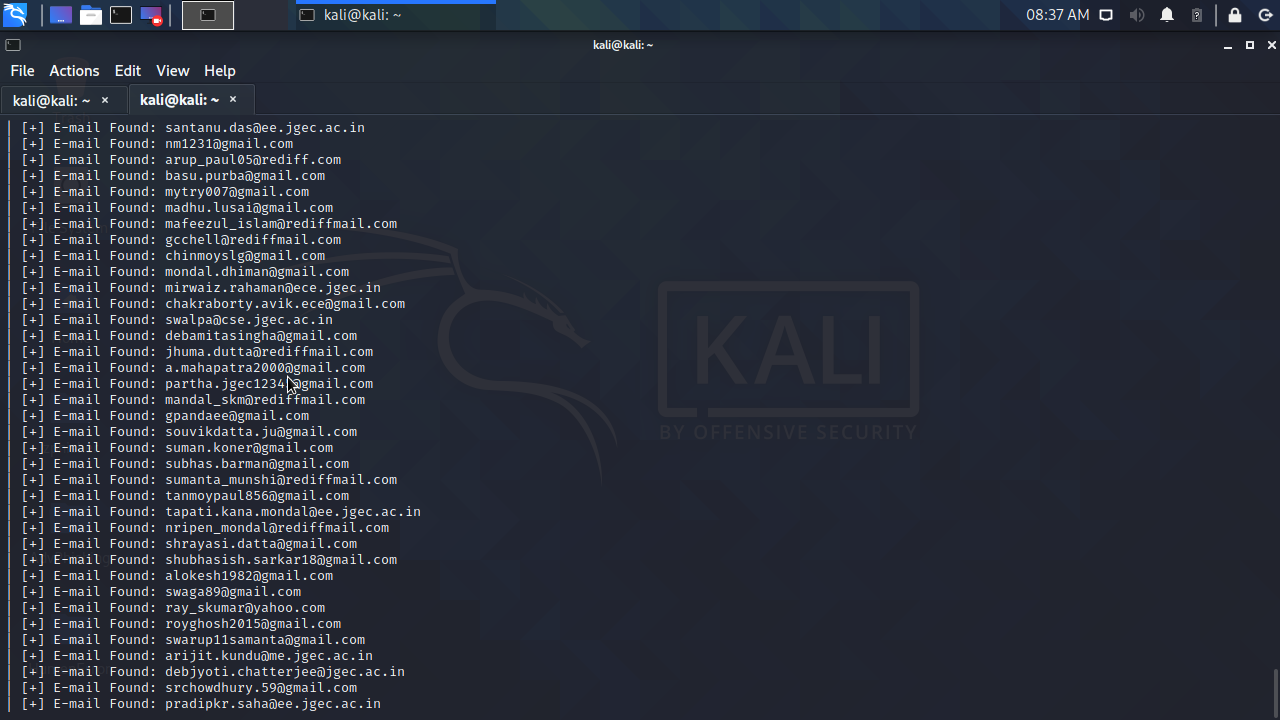 kali@kali: ~
08:37 AM
kali@kali: ~
File Actions Edit View Help
kali@kali: ~ ×
kali@kali: ~ ×
[+] E-mail Found: santanu.das@ee.jgec.ac.in
[+] E-mail Found: nm1231@gmail.com
[+] E-mail Found: arup_paul05@rediff.com
[+] E-mail Found: basu.purba@gmail.com
[+] E-mail Found: mytry007@gmail.com
[+] E-mail Found: madhu.lusai@gmail.com
[+] E-mail Found: mafeezul_islam@rediffmail.com
[+] E-mail Found: gcchell@rediffmail.com
[+] E-mail Found: chinmoyslg@gmail.com
[+] E-mail Found: mondal.dhiman@gmail.com
[+] E-mail Found: mirwaiz.rahaman@ece.jgec.in
[+] E-mail Found: chakraborty.avik.ece@gmail.com
[+] E-mail Found: swalpa@cse.jgec.ac.in
[+] E-mail Found: debamitasingha@gmail.com
[+] E-mail Found: jhuma.dutta@rediffmail.com
[+] E-mail Found: a.mahapatra2000@gmail.com
[+] E-mail Found:
[+] E-mail Found: mandal_skm@rediffmail.com
[+] E-mail Found: gpandaee@gmail.com
[+] E-mail Found: souvikdatta.ju@gmail.com
[+] E-mail Found: suman.koner@gmail.com
[+] E-mail Found: subhas.barman@gmail.com
[+] E-mail Found: sumanta_munshi@rediffmail.com
[+] E-mail Found: tanmoypaul856@gmail.com
[+] E-mail Found: tapati.kana.mondal@ee.jgec.ac.in
[+] E-mail Found: nripen_mondal@rediffmail.com
[+] E-mail Found: shrayasi.datta@gmail.com
[+] E-mail Found: shubhasish.sarkar18@gmail.com
[+] E-mail Found: alokesh1982@gmail.com
[+] E-mail Found: swaga89@gmail.com
[+] E-mail Found: ray_skumar@yahoo.com
[+] E-mail Found: royghosh2015@gmail.com
[+] E-mail Found: swarup11samanta@gmail.com
[+] E-mail Found: arijit.kundu@me.jgec.ac.in
[+] E-mail Found: debjyoti.chatterjee@jgec.ac.in
[+] E-mail Found: srchowdhury.59@gmail.com
[+] E-mail Found: pradipkr.saha@ee.jgec.ac.in
KALI
BY OFFENSIVE SECURITY